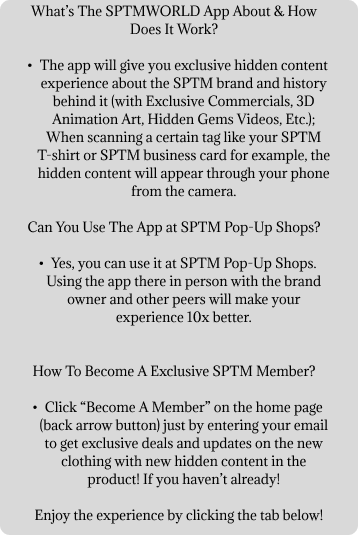 What's The SPTMWORLD App About & How
Does It Work?
• The app will give you exclusive hidden content
experience about the SPTM brand and history
behind it (with Exclusive Commercials, 3D
Animation Art, Hidden Gems Videos, Etc.);
When scanning a certain tag like your SPTM
T-shirt or SPTM business card for example, the
hidden content will appear through your phone
from the camera.
Can You Use The App at SPTM Pop-Up Shops?
• Yes, you can use it at SPTM Pop-Up Shops.
Using the app there in person with the brand
owner and other peers will make your
experience 10x better.
How To Become A Exclusive SPTM Member?
• Click “Become A Member” on the home page
(back arrow button) just by entering your email
to get exclusive deals and updates on the new
clothing with new hidden content in the
product! If you haven't already!
Enjoy the experience by clicking the tab below!